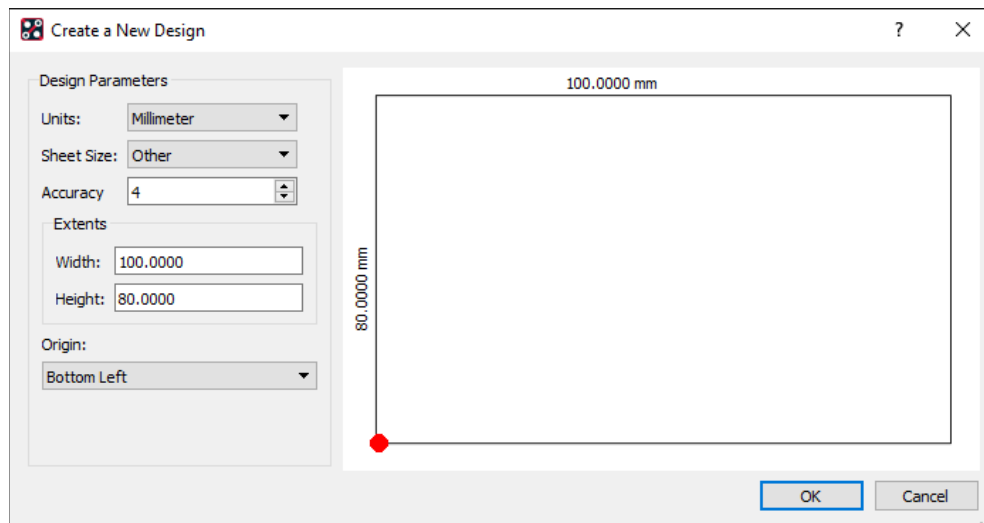 Create a New Design
?
Design Parameters
Units: Millimeter
Sheet Size: Other
Accuracy 4
Extents
Width: 100.0000
Height: 80.0000
Origin:
Bottom Left
100.0000 mm
80.0000 mm
OK
Cancel